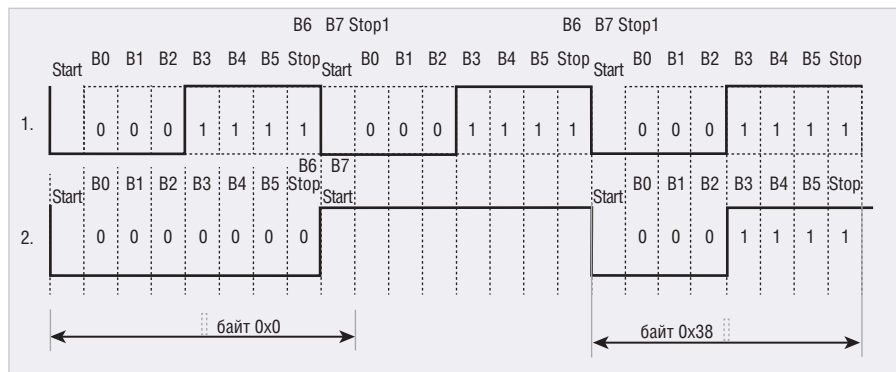 B6 B7 Stop1 B6 B7 Stop1
Start B0 B1 B2 B3 B4 B5 Stop Start B0 B1 B2 B3 B4 B5 Stop Start B0 B1 B2 B3 B4 B5 Stop
1. 0 0 0 1 1 1 1 0 0 0 1 1 1 1 0 0 0 1 1 1 1
B6 B7
Start B0 B1 B2 B3 B4 B5 Stop Start Start B0 B1 B2 B3 B4 B5 Stop
2. 0 0 0 0 0 0 0 0 0 0 1 1 1 1
байт 0x0 байт 0x38